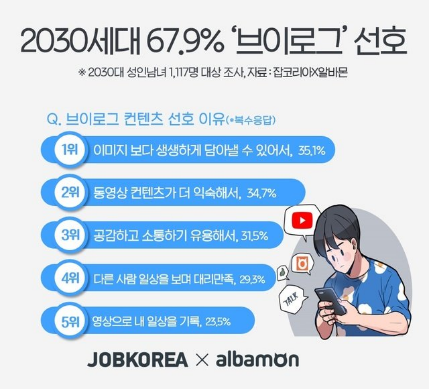 2030세대 67.9% '브이로그' 선호
※ 2030대 성인남녀 1,117명 대상 조사, 자료 : 잡코리아X알바몬
Q. 브이로그 컨텐츠 선호 이유(*복수응답)
1위 이미지 보다 생생하게 담아낼 수 있어서, 35.1%
2위 동영상 컨텐츠가 더 익숙해서, 34.7%
3위 공감하고 소통하기 유용해서, 31.5%
4위 다른 사람 일상을 보며 대리만족, 29.3%
5위 영상으로 내 일상을 기록, 23.5%
TALK
JOBKOREA × albamon